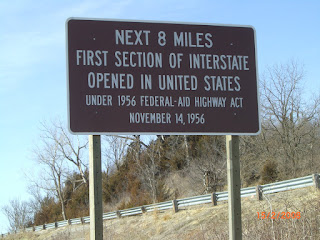 NEXT 8 MILES
FIRST SECTION OF INTERSTATE
OPENED IN UNITED STATES
UNDER 1956 FEDERAL-AID HIGHWAY ACT
NOVEMBER 14, 1956